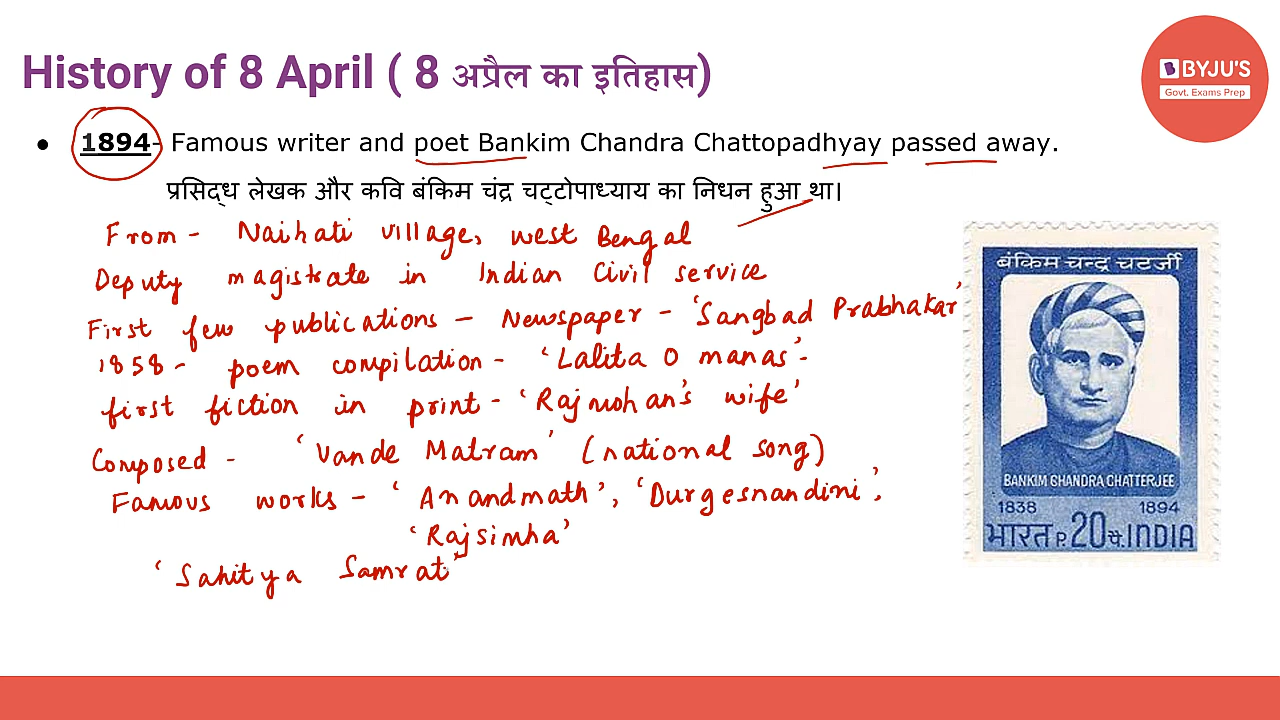 History of 8 April ( 8 अप्रैल का इतिहास)
BYJU'S
Govt. Exams Prep
• 1894- Famous writer and poet Bankim Chandra Chattopadhyay passed away.
प्रसिद्ध लेखक और कवि बंकिम चंद्र चट्टोपाध्याय का निधन हुआ था।
From - Naihati village, west Bengal
Deputy magistrate in Indian Civil service
First few publications - Newspaper - 'Sangbad Prabhakar'
1858 - poem compilation - 'Lalita O manas'-
first fiction in print - 'Rajmohan's wife'
Composed - 'Vande Matram' (national song)
Famous works - 'Anandmath', 'Durgesnandini',
'Rajsimha'
'Sahitya Samrat'
बंकिम चन्द्र चटर्जी
BANKIM CHANDRA CHATTERJEE
1838 1894
भारत P. 20 पै. INDIA